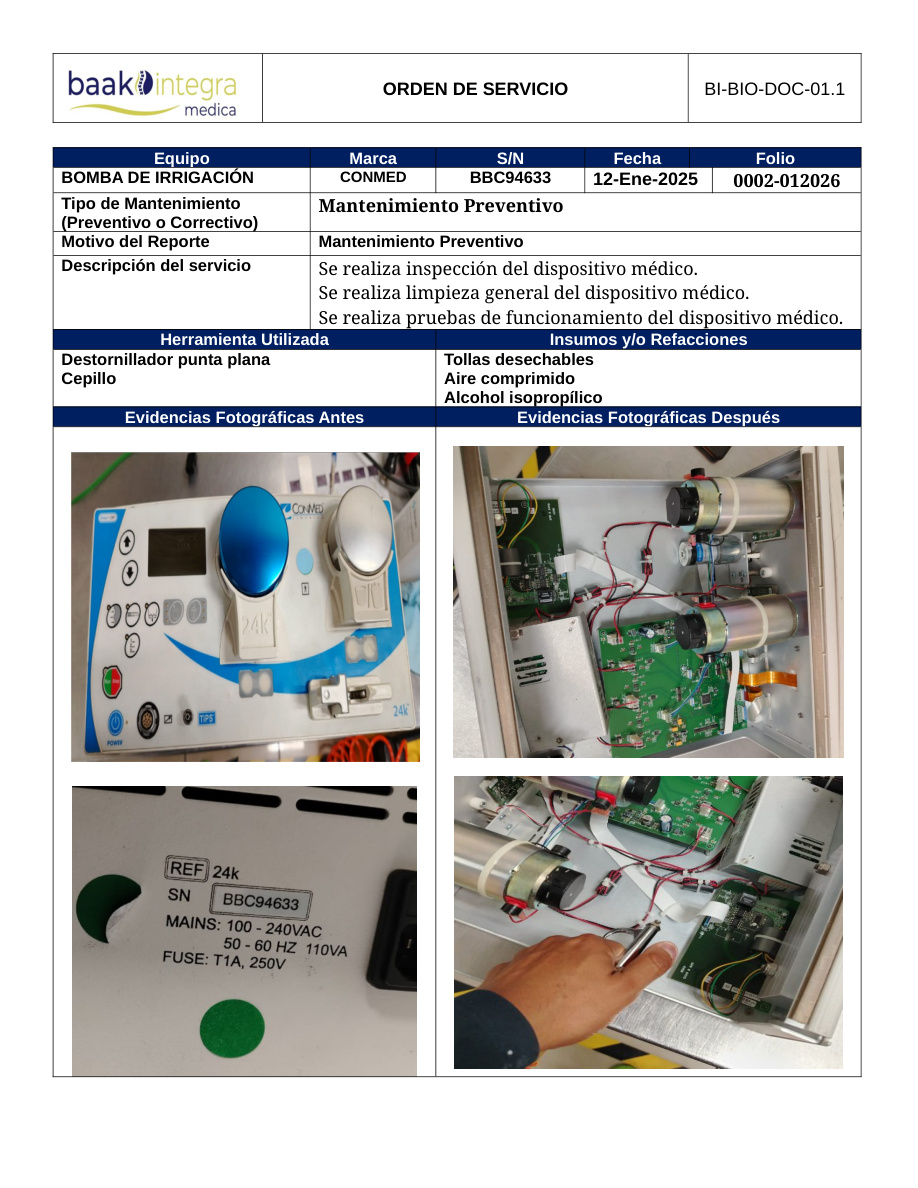 baak integra
medica
ORDEN DE SERVICIO
BI-BIO-DOC-01.1
Equipo Marca S/N Fecha Folio
BOMBA DE IRRIGACIÓN CONMED BBC94633 12-Ene-2025 0002-012026
Tipo de Mantenimiento
(Preventivo o Correctivo)
Mantenimiento Preventivo
Motivo del Reporte Mantenimiento Preventivo
Descripción del servicio
Se realiza inspección del dispositivo médico.
Se realiza limpieza general del dispositivo médico.
Se realiza pruebas de funcionamiento del dispositivo médico.
Herramienta Utilizada Insumos y/o Refacciones
Destornillador punta plana
Cepillo
Tollas desechables
Aire comprimido
Alcohol isopropílico
Evidencias Fotográficas Antes Evidencias Fotográficas Después
CONMED
24k
24k
24k
POWER
TIPS
REF 24k
SN BBC94633
MAINS: 100 - 240VAC
50 - 60 HZ 110VA
FUSE: T1A, 250V